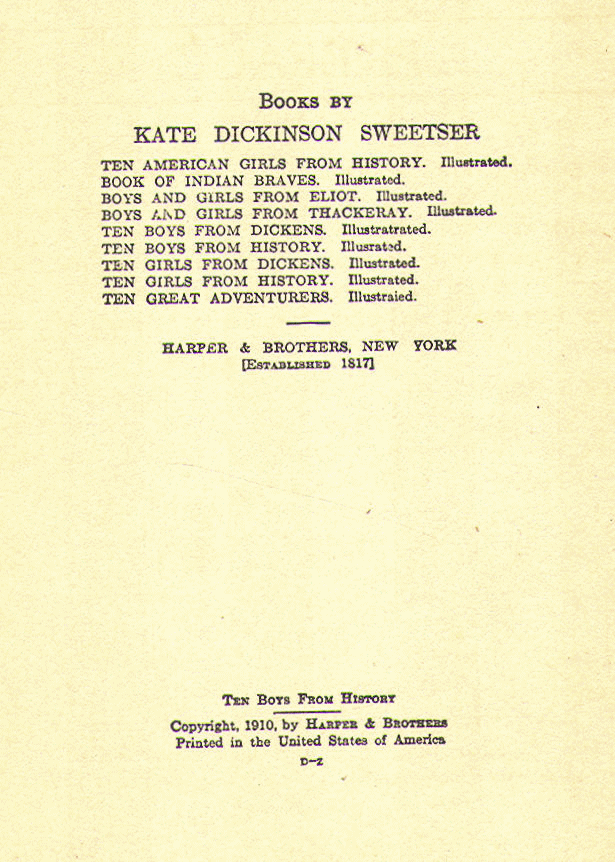 BOOKS BY
KATE DICKINSON SWEETSER
TEN AMERICAN GIRLS FROM HISTORY. Illustrated.
BOOK OF INDIAN BRAVES. Illustrated.
BOYS AND GIRLS FROM ELIOT. Illustrated.
BOYS AND GIRLS FROM THACKERAY. Illustrated.
TEN BOYS FROM DICKENS. Illustratrated.
TEN BOYS FROM HISTORY. Illusrated.
TEN GIRLS FROM DICKENS. Illustrated.
TEN GIRLS FROM HISTORY. Illustrated.
TEN GREAT ADVENTURERS. Illustraied.
HARPER & BROTHERS, NEW YORK
[ESTABLISHED 1817]
TEN BOYS FROM HISTORY
Copyright, 1910, by HARPER & BROTHERS
Printed in the United States of America
D-Z